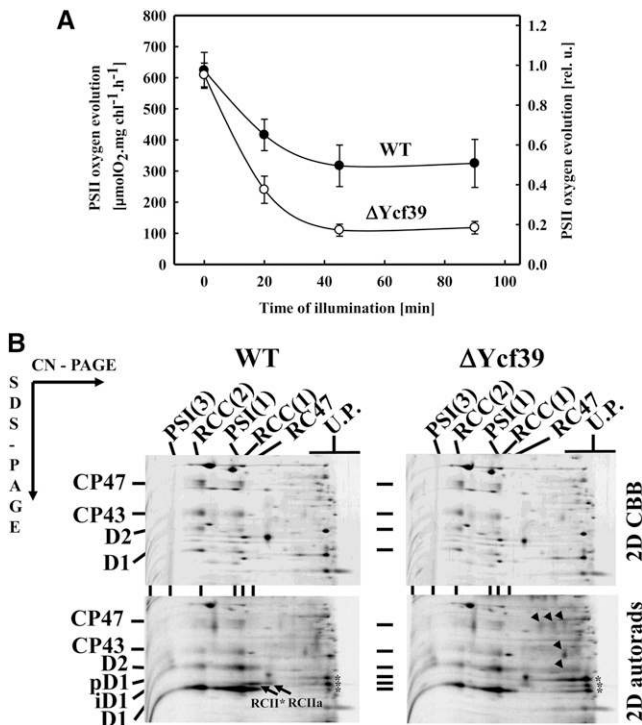 A
800
700
600
500
400
300
200
100
0
PSII oxygen evolution
[µmolO₂.mg chl⁻¹.h⁻¹]
1.2
1.0
0.8
0.6
0.4
0.2
0.0
PSII oxygen evolution [rel. u.]
WT
ΔYcf39
0 20 40 60 80 100
Time of illumination [min]
B
CN - PAGE
SDS-PAGE
WT
ΔYcf39
PSI(3) RCC(2) PSI(1) RCC(1) RC47 U.P.
PSI(3) RCC(2) PSI(1) RCC(1) RC47 U.P.
CP47
CP43
D2
D1
2D CBB
CP47
CP43
D2
pD1
iD1
D1
RCII* RCIIa
***
***
2D autorads